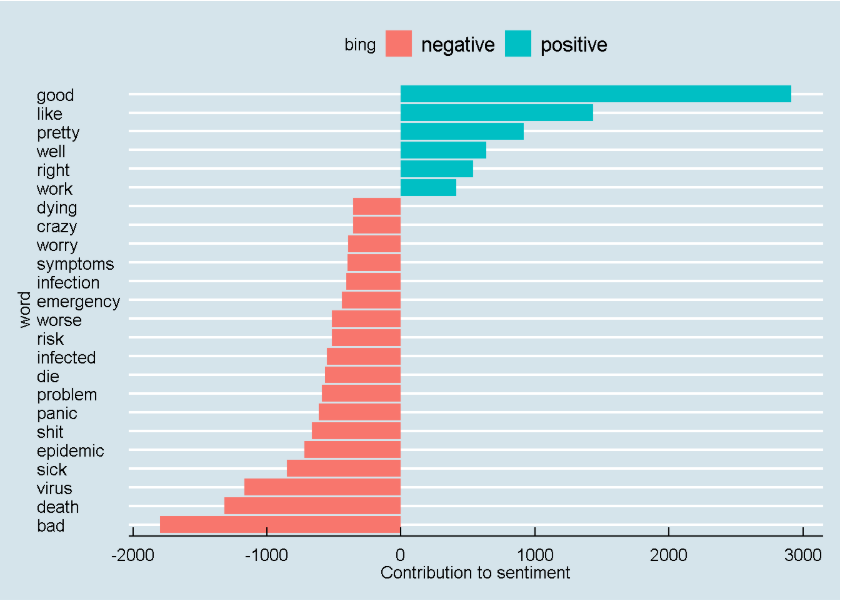 bing negative positive
good
like
pretty
well
right
work
dying
crazy
worry
symptoms
infection
emergency
worse
risk
infected
die
problem
panic
shit
epidemic
sick
virus
death
bad
word
-2000 -1000 0 1000 2000 3000
Contribution to sentiment